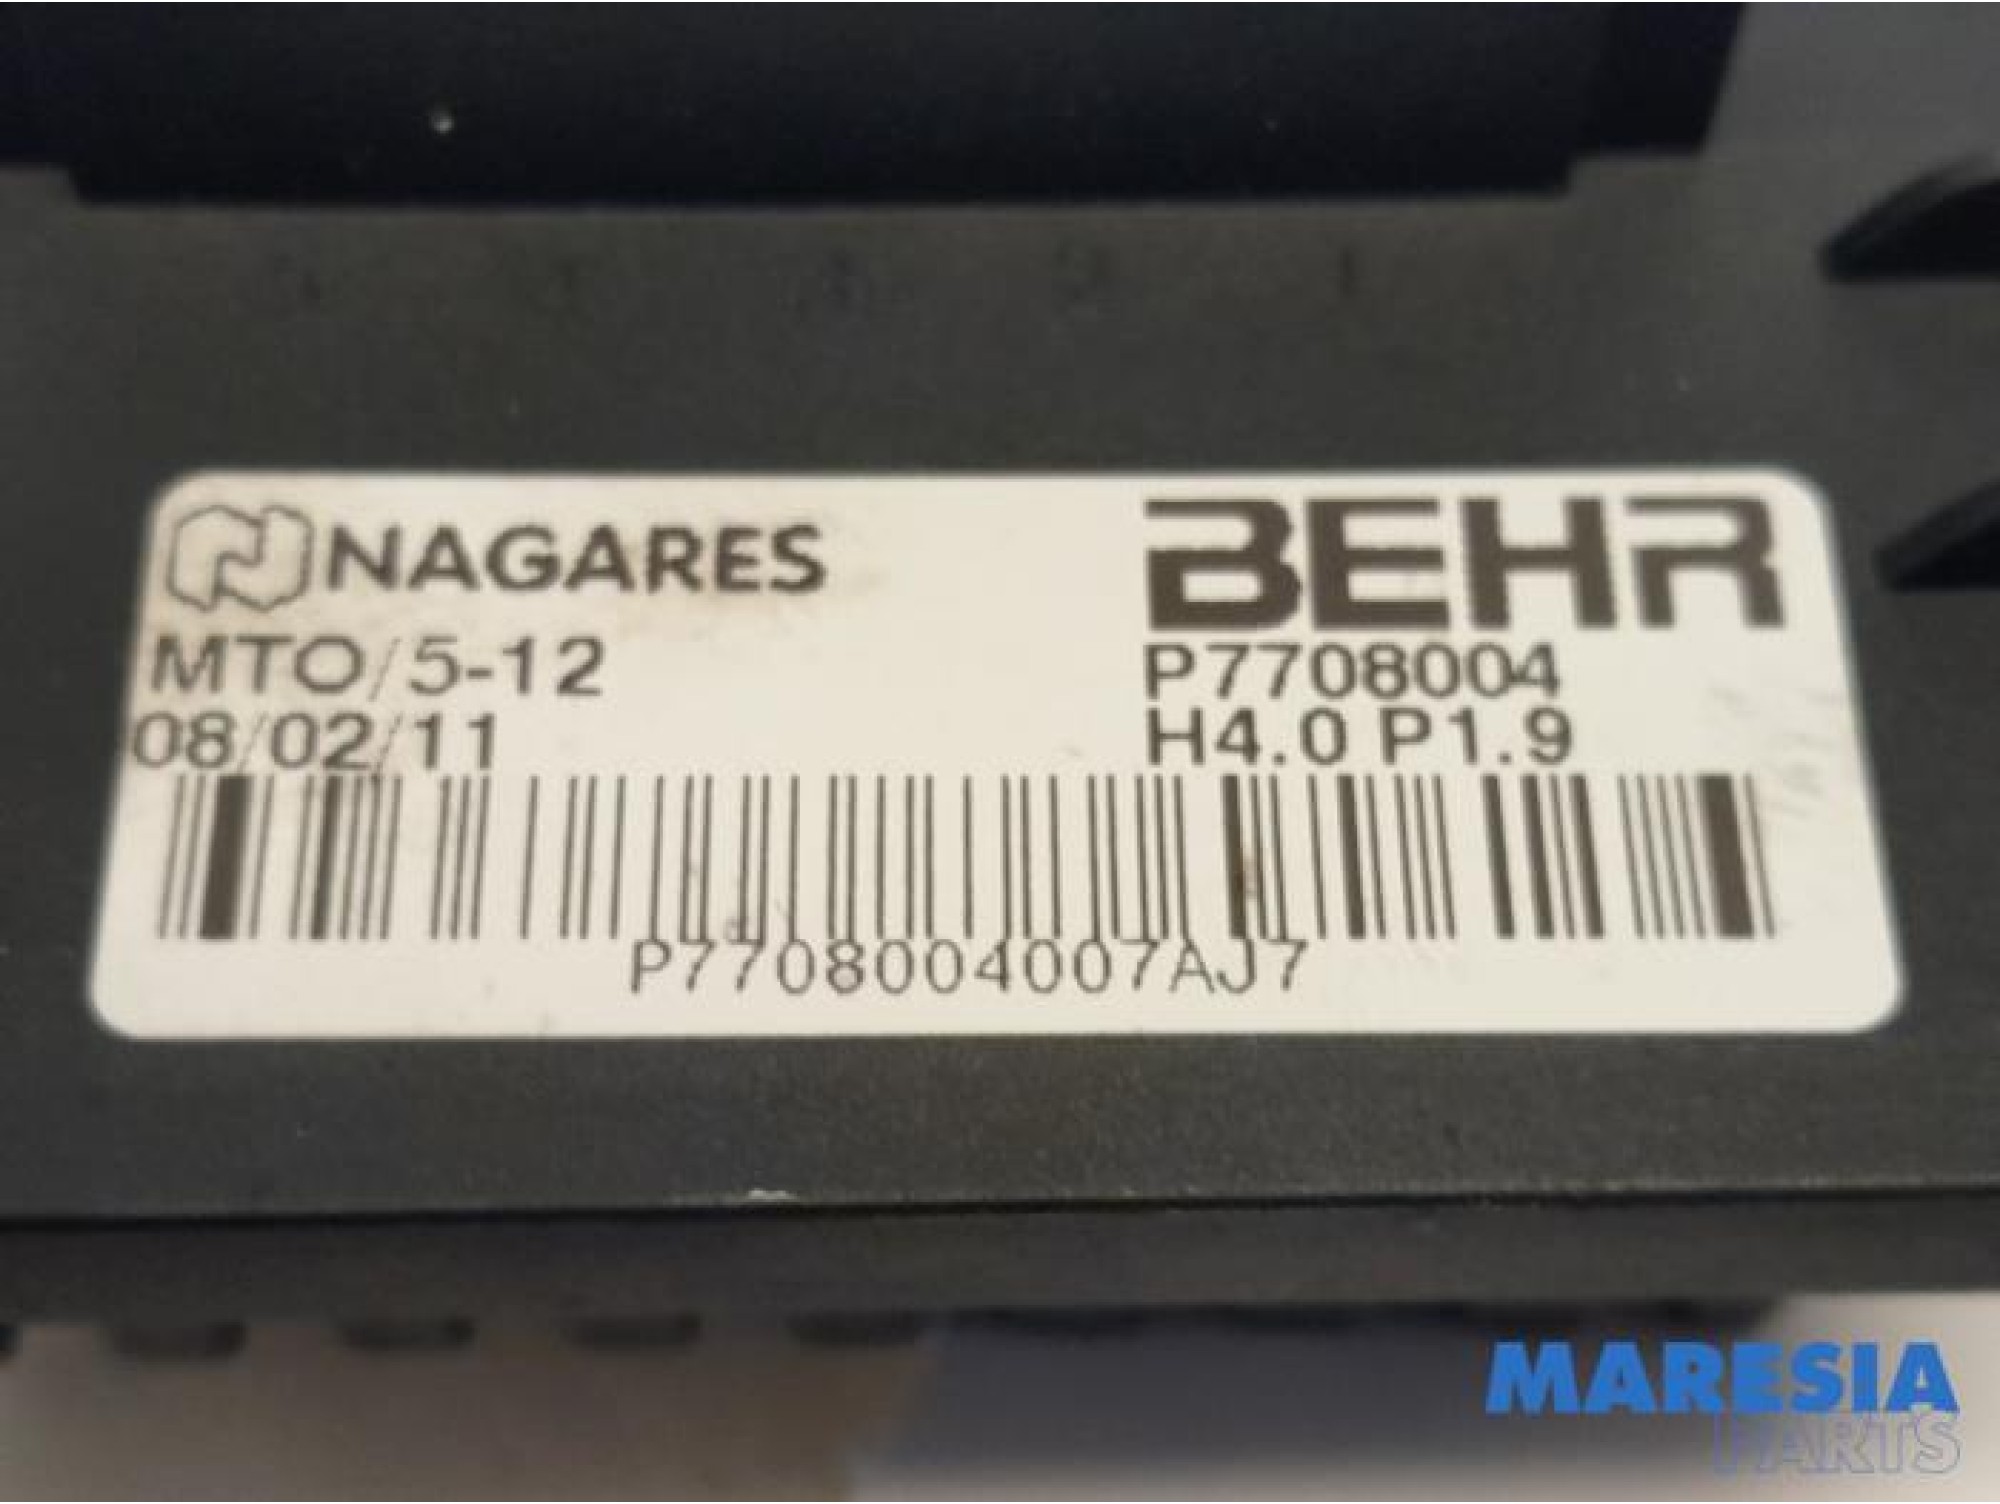 NAGARES
BEHR
MTO/5-12
P7708004
08/02/11
H4.0 P1.9
P7708004007AJ7
MARESIA
PARTS